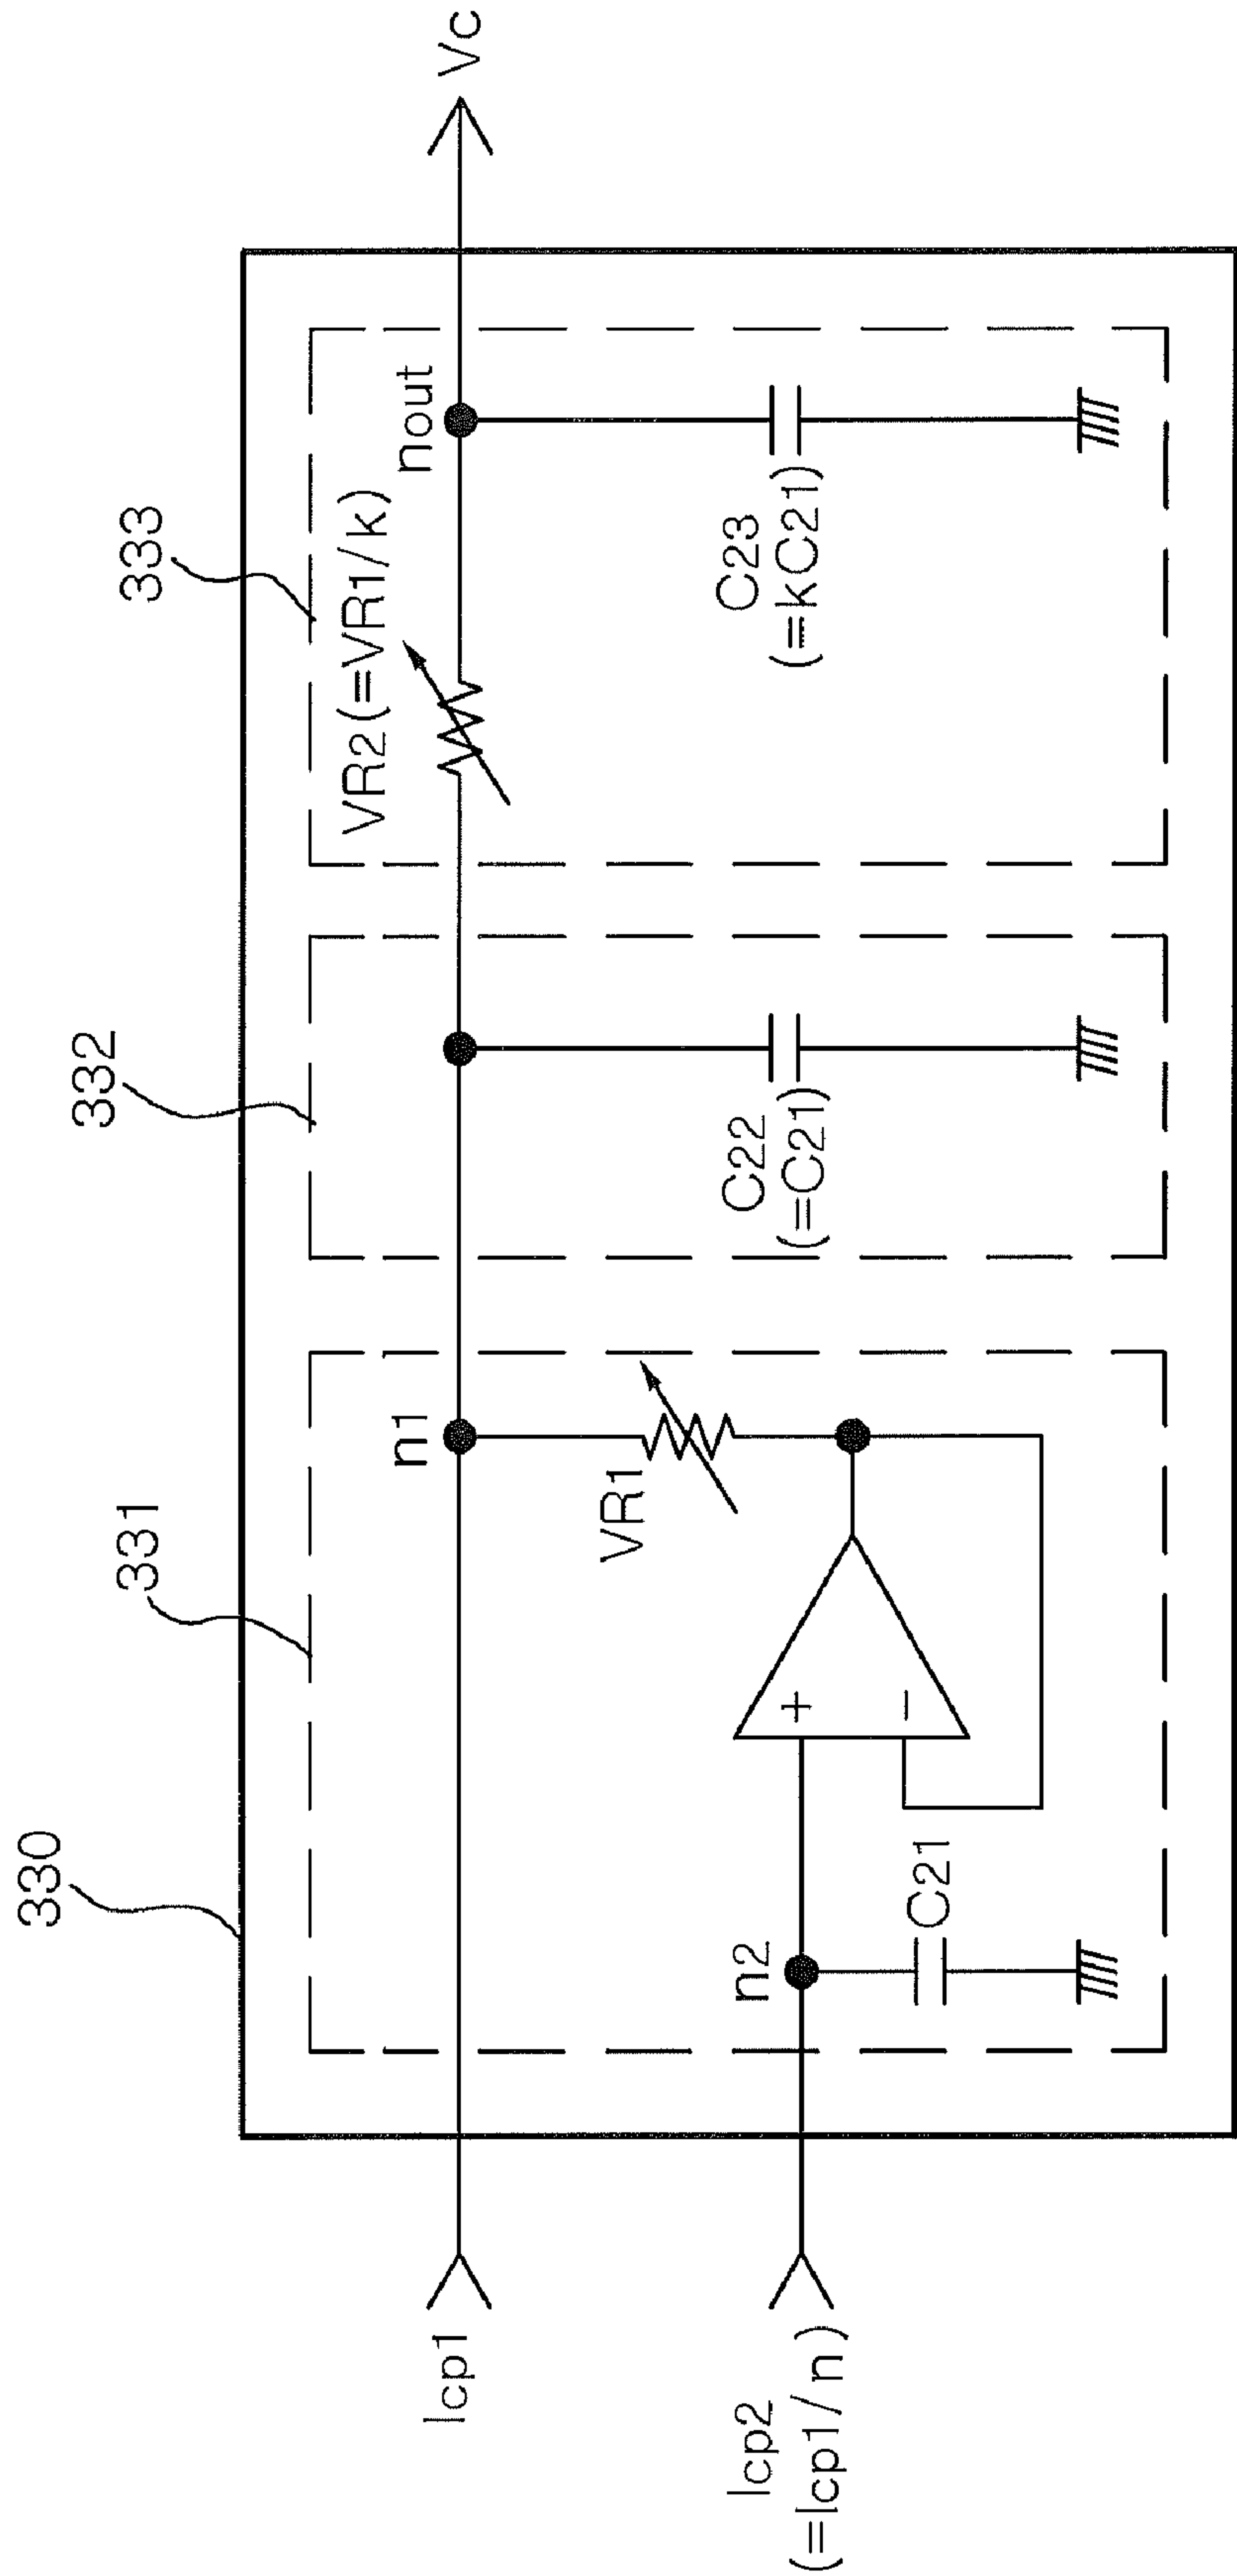 330
331
332
333
Icp1
n1
VR2(=VR1/k)
nout
Vc
VR1
C22
(=C21)
C23
(=kC21)
Icp2
(=Icp1/n)
n2
+
−
C21